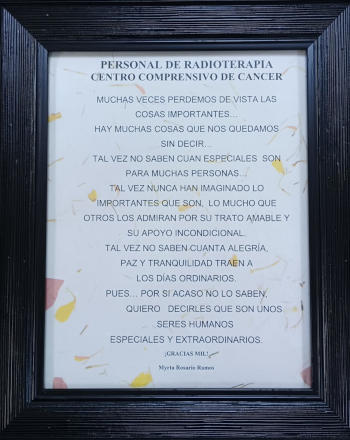 PERSONAL DE RADIOTERAPIA
CENTRO COMPRENSIVO DE CANCER
MUCHAS VECES PERDEMOS DE VISTA LAS
COSAS IMPORTANTES...
HAY MUCHAS COSAS QUE NOS QUEDAMOS
SIN DECIR...
TAL VEZ NO SABEN CUAN ESPECIALES SON
PARA MUCHAS PERSONAS...
TAL VEZ NUNCA HAN IMAGINADO LO
IMPORTANTES QUE SON, LO MUCHO QUE
OTROS LOS ADMIRAN POR SU TRATO AMABLE Y
SU APOYO INCONDICIONAL.
TAL VEZ NO SABEN CUANTA ALEGRÍA,
PAZ Y TRANQUILIDAD TRAEN A
LOS DÍAS ORDINARIOS.
PUES... POR SI ACASO NO LO SABEN,
QUIERO DECIRLES QUE SON UNOS
SERES HUMANOS
ESPECIALES Y EXTRAORDINARIOS.
¡GRACIAS MIL!
Myrta Rosario Ramos